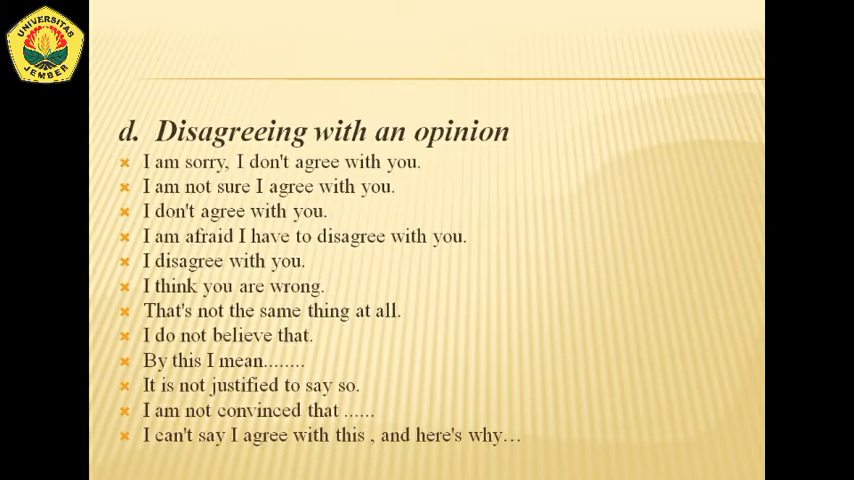 UNIVERSITAS
JEMBER
d. Disagreeing with an opinion
I am sorry, I don't agree with you.
I am not sure I agree with you.
I don't agree with you.
I am afraid I have to disagree with you.
I disagree with you.
I think you are wrong.
That's not the same thing at all.
I do not believe that.
By this I mean........
It is not justified to say so.
I am not convinced that ......
I can't say I agree with this , and here's why…